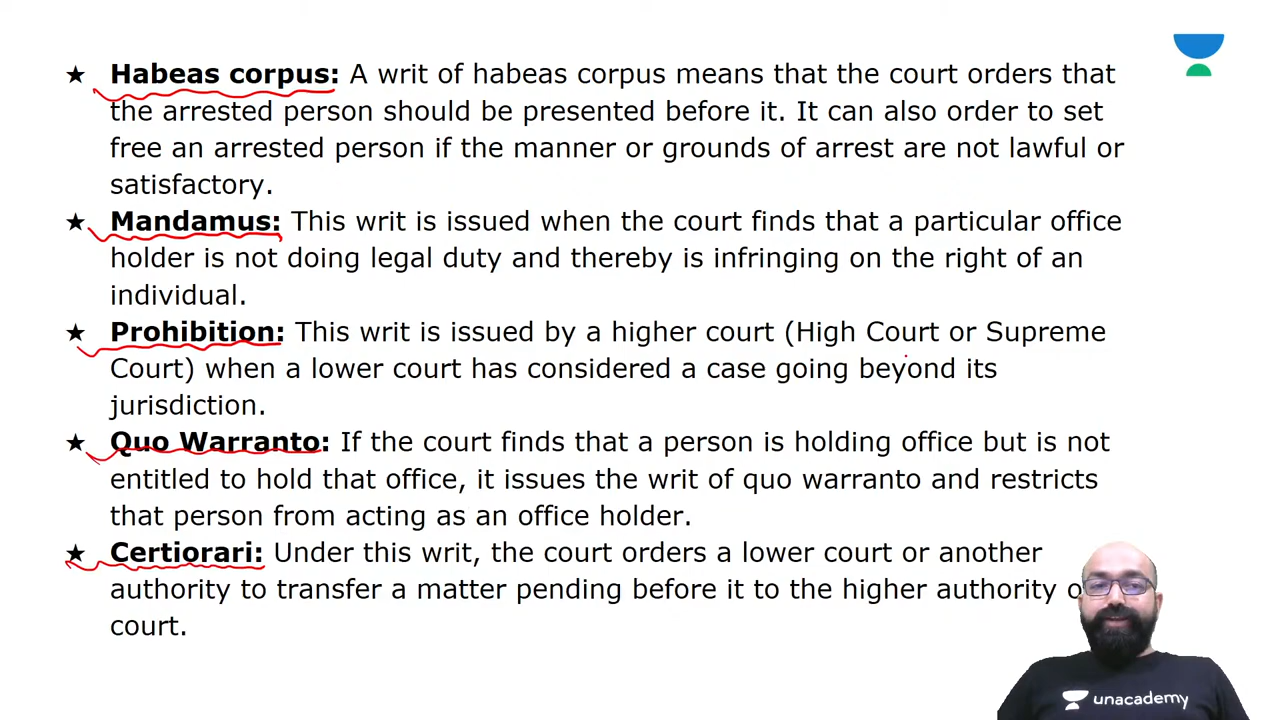 ★ Habeas corpus: A writ of habeas corpus means that the court orders that
the arrested person should be presented before it. It can also order to set
free an arrested person if the manner or grounds of arrest are not lawful or
satisfactory.
★ Mandamus: This writ is issued when the court finds that a particular office
holder is not doing legal duty and thereby is infringing on the right of an
individual.
★ Prohibition: This writ is issued by a higher court (High Court or Supreme
Court) when a lower court has considered a case going beyond its
jurisdiction.
★ Quo Warranto: If the court finds that a person is holding office but is not
entitled to hold that office, it issues the writ of quo warranto and restricts
that person from acting as an office holder.
★ Certiorari: Under this writ, the court orders a lower court or another
authority to transfer a matter pending before it to the higher authority
court.
unacademy